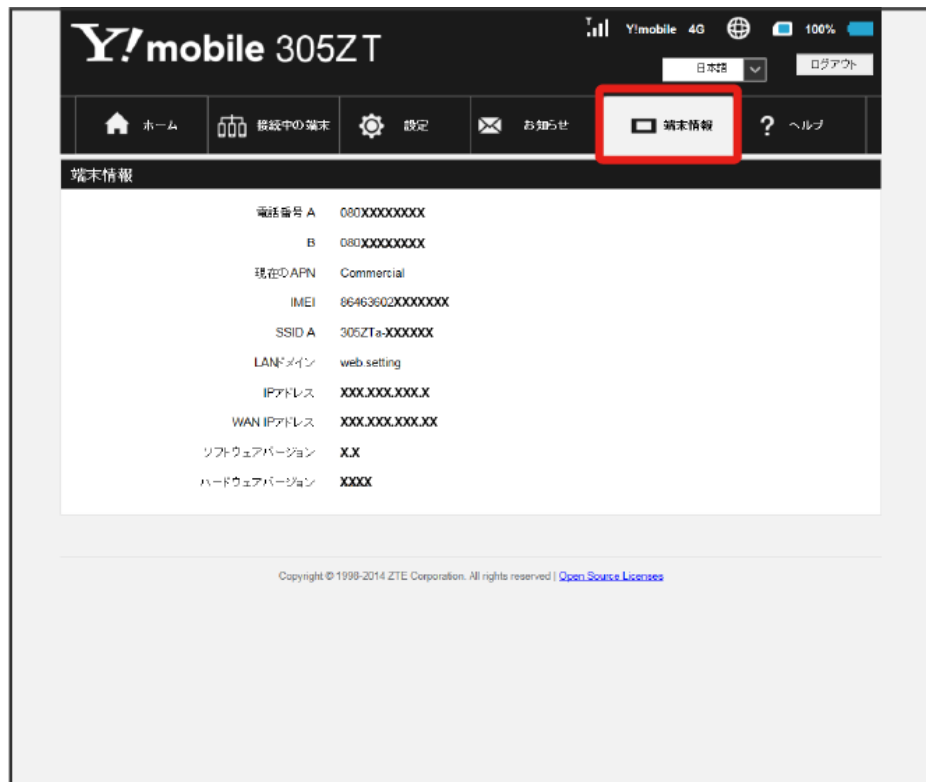 Y! mobile 305ZT
Y!mobile 4G 100%
日本語 ログアウト
ホーム 接続中の端末 設定 お知らせ 端末情報 ? ヘルプ
端末情報
電話番号 A 080XXXXXXXX
B 080XXXXXXXX
現在のAPN Commercial
IMEI 86463602XXXXXXX
SSID A 305ZTa-XXXXXX
LANドメイン web.setting
IPアドレス XXX.XXX.XXX.X
WAN IPアドレス XXX.XXX.XXX.XX
ソフトウェアバージョン X.X
ハードウェアバージョン XXXX
Copyright © 1998-2014 ZTE Corporation. All rights reserved | Open Source Licenses